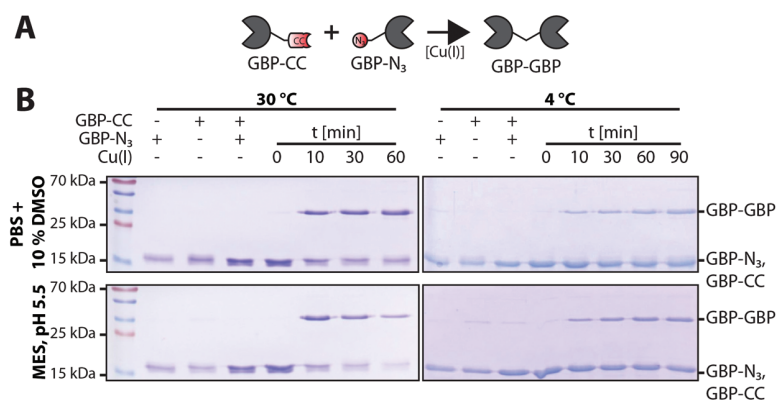 A
CC
+
N₃
[Cu(I)]
GBP-CC
GBP-N₃
GBP-GBP
B
30 °C
4 °C
GBP-CC - + + - + +
GBP-N₃ + - + t [min] + - + t [min]
Cu(I) - - - 0 10 30 60 - - - 0 10 30 60 90
PBS +
10 % DMSO
70 kDa
25 kDa
15 kDa
GBP-GBP
GBP-N₃,
GBP-CC
MES, pH 5.5
70 kDa
25 kDa
15 kDa
GBP-GBP
GBP-N₃,
GBP-CC